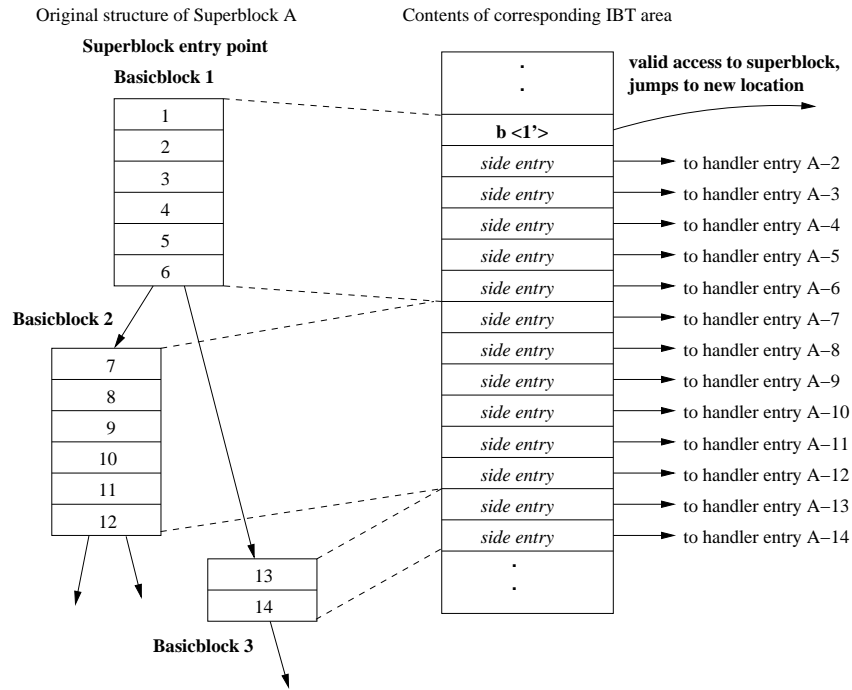 Original structure of Superblock A
Superblock entry point
Basicblock 1
1
2
3
4
5
6
Basicblock 2
7
8
9
10
11
12
13
14
Basicblock 3
Contents of corresponding IBT area
.
.
b <1’>
side entry
side entry
side entry
side entry
side entry
side entry
side entry
side entry
side entry
side entry
side entry
side entry
side entry
.
.
valid access to superblock,
jumps to new location
to handler entry A–2
to handler entry A–3
to handler entry A–4
to handler entry A–5
to handler entry A–6
to handler entry A–7
to handler entry A–8
to handler entry A–9
to handler entry A–10
to handler entry A–11
to handler entry A–12
to handler entry A–13
to handler entry A–14